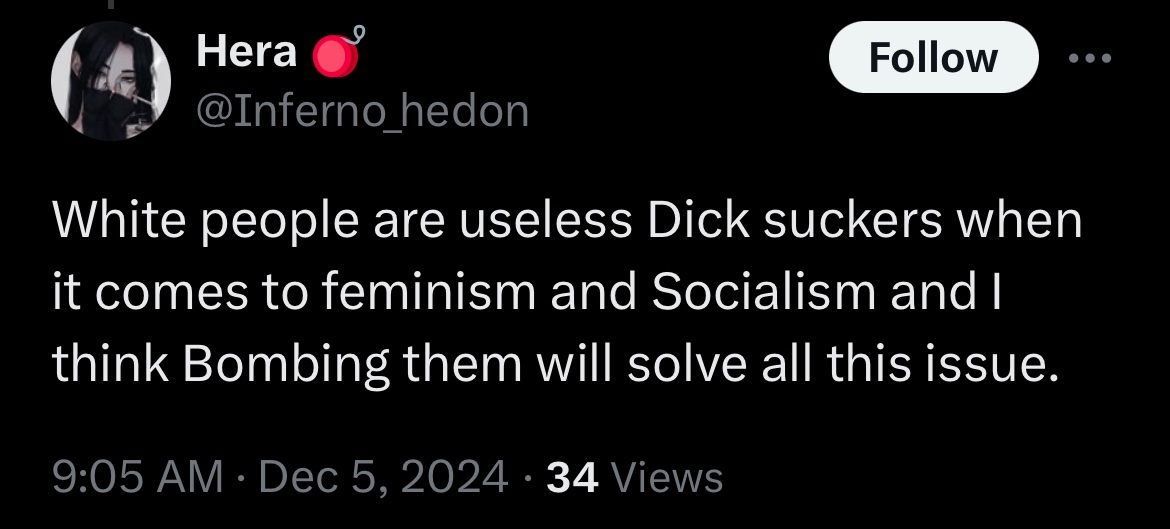 Hera
Follow
@Inferno_hedon
White people are useless Dick suckers when
it comes to feminism and Socialism and I
think Bombing them will solve all this issue.
9:05 AM · Dec 5, 2024 · 34 Views